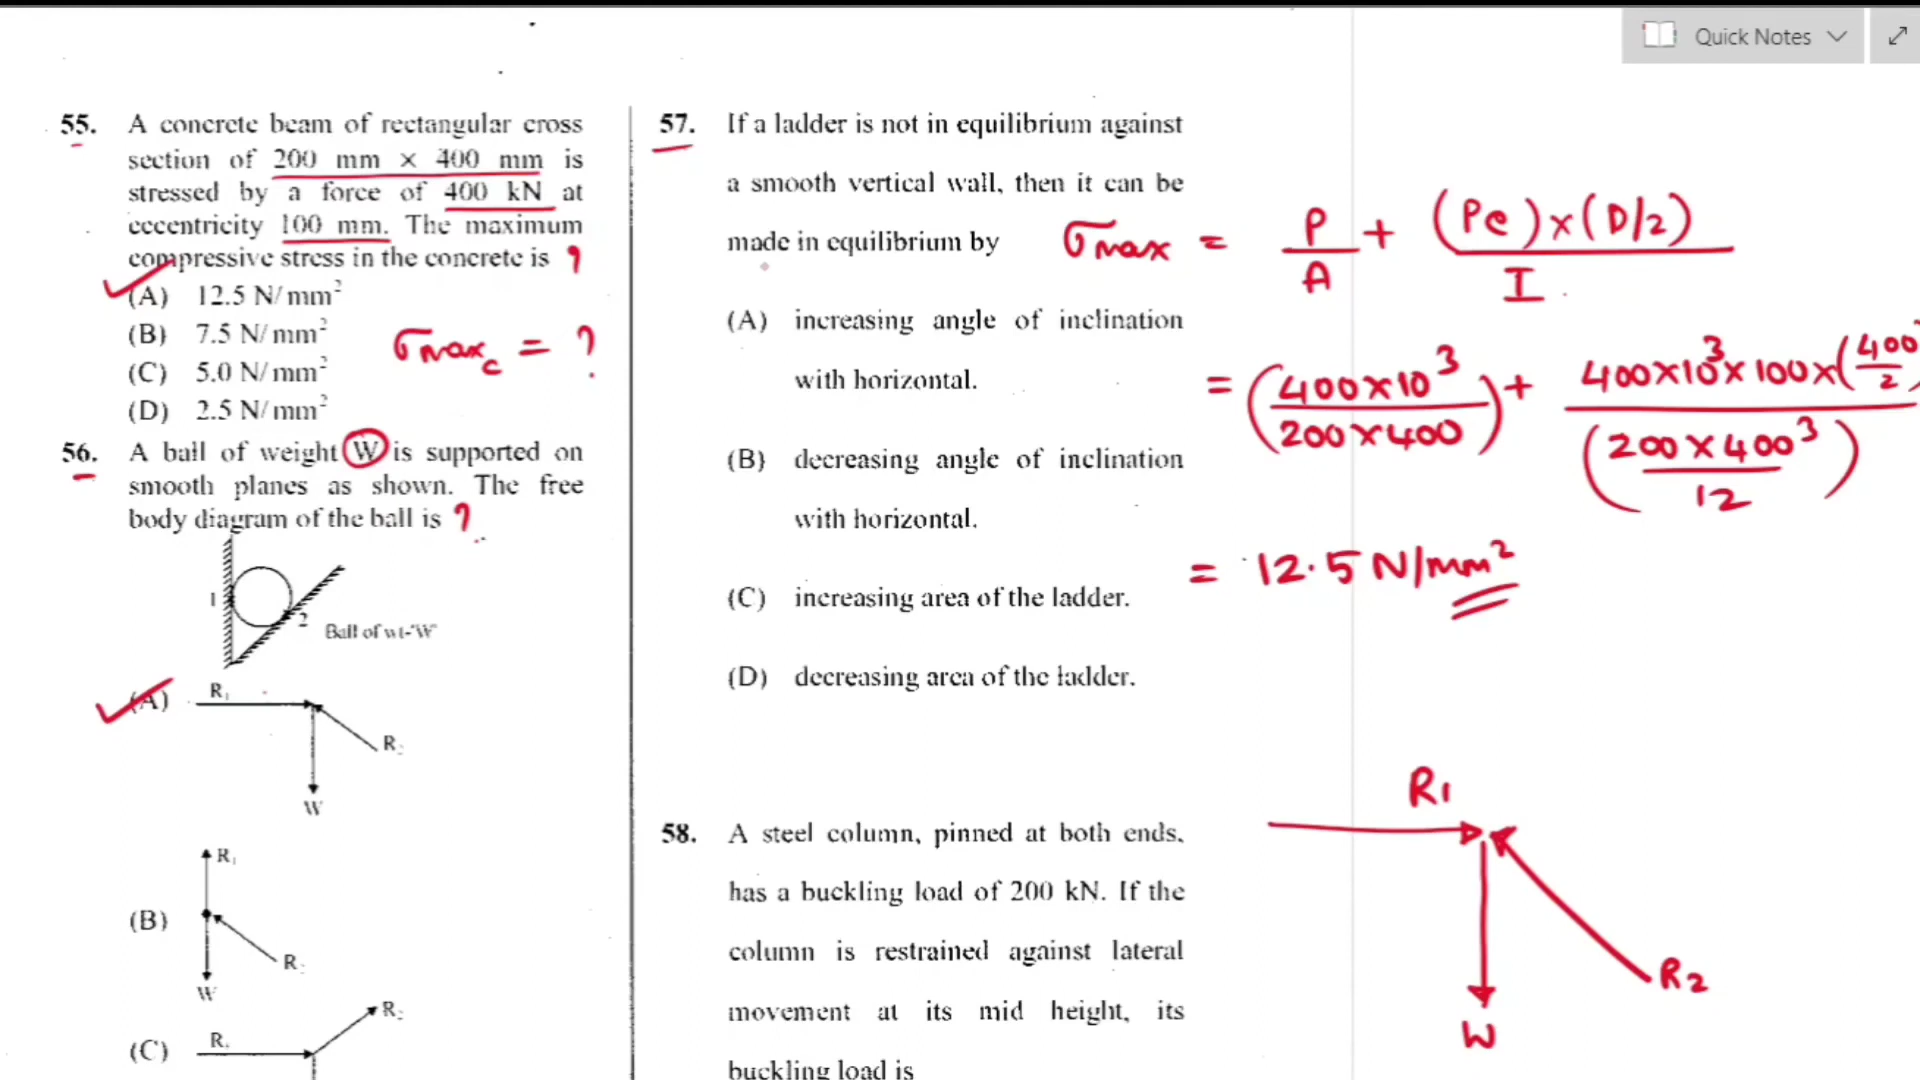 Quick Notes
55. A concrete beam of rectangular cross
section of 200 mm × 400 mm is
stressed by a force of 400 kN at
eccentricity 100 mm. The maximum
compressive stress in the concrete is ?
(A) 12.5 N/mm²
(B) 7.5 N/mm²
(C) 5.0 N/mm²
(D) 2.5 N/mm²
σmaxc = ?
56. A ball of weight W is supported on
smooth planes as shown. The free
body diagram of the ball is ?
1
2
Ball of wt-'W'
(A) R₁
R₂
W
(B) R₁
R₂
W
(C) R₁
R₂
57. If a ladder is not in equilibrium against
a smooth vertical wall, then it can be
made in equilibrium by
(A) increasing angle of inclination
with horizontal.
(B) decreasing angle of inclination
with horizontal.
(C) increasing area of the ladder.
(D) decreasing area of the ladder.
58. A steel column, pinned at both ends,
has a buckling load of 200 kN. If the
column is restrained against lateral
movement at its mid height, its
buckling load is
σmax = P/A + (Pe)×(D/2)/I
= (400×10³/200×400) + 400×10³×100×(400/2)/(200×400³/12)
= 12.5 N/mm²
R1
R2
W